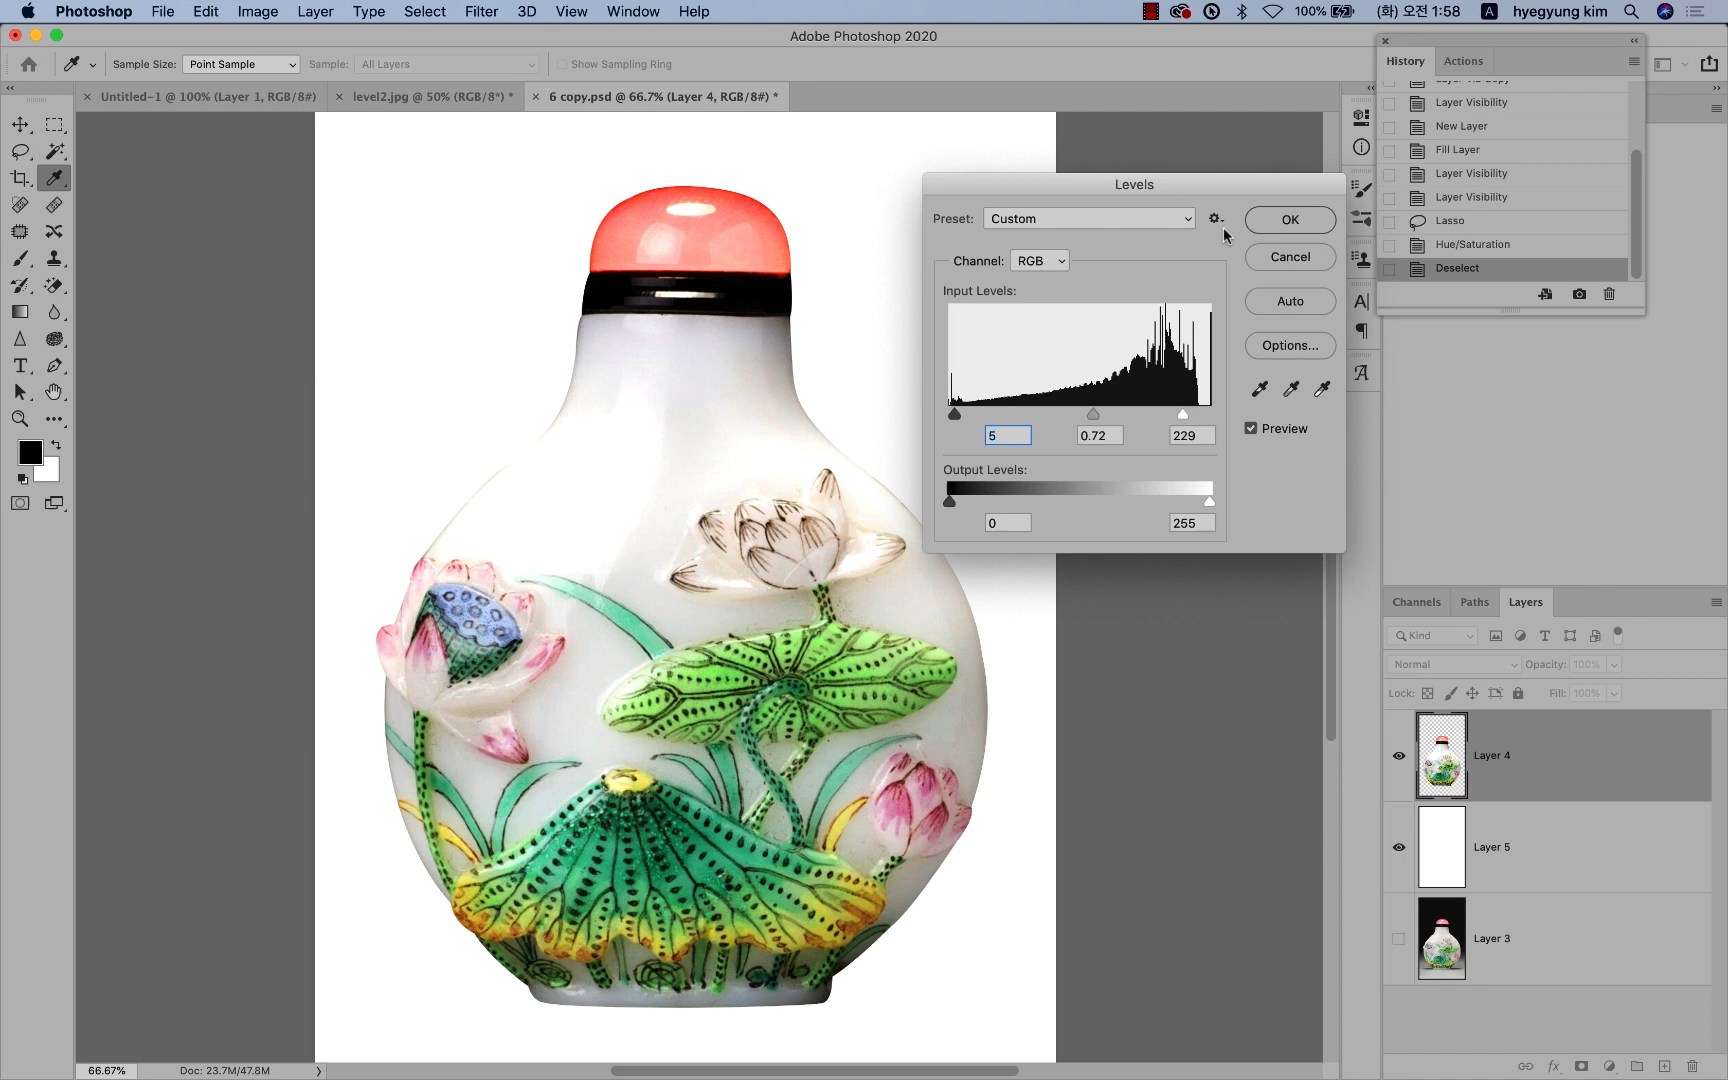 Photoshop File Edit Image Layer Type Select Filter 3D View Window Help 100% (화) 오전 1:58 A hyegyung kim
Adobe Photoshop 2020
Sample Size: Point Sample Sample: All Layers Show Sampling Ring
Untitled-1 @ 100% (Layer 1, RGB/8#) level2.jpg @ 50% (RGB/8*) * 6 copy.psd @ 66.7% (Layer 4, RGB/8#) *
History Actions
Layer Visibility
New Layer
Fill Layer
Layer Visibility
Layer Visibility
Lasso
Hue/Saturation
Deselect
Levels
Preset: Custom
OK
Channel: RGB
Cancel
Input Levels:
Auto
Options...
5 0.72 229
Preview
Output Levels:
0 255
Channels Paths Layers
Kind
Normal Opacity: 100%
Lock: Fill: 100%
Layer 4
Layer 5
Layer 3
66.67% Doc: 23.7M/47.8M